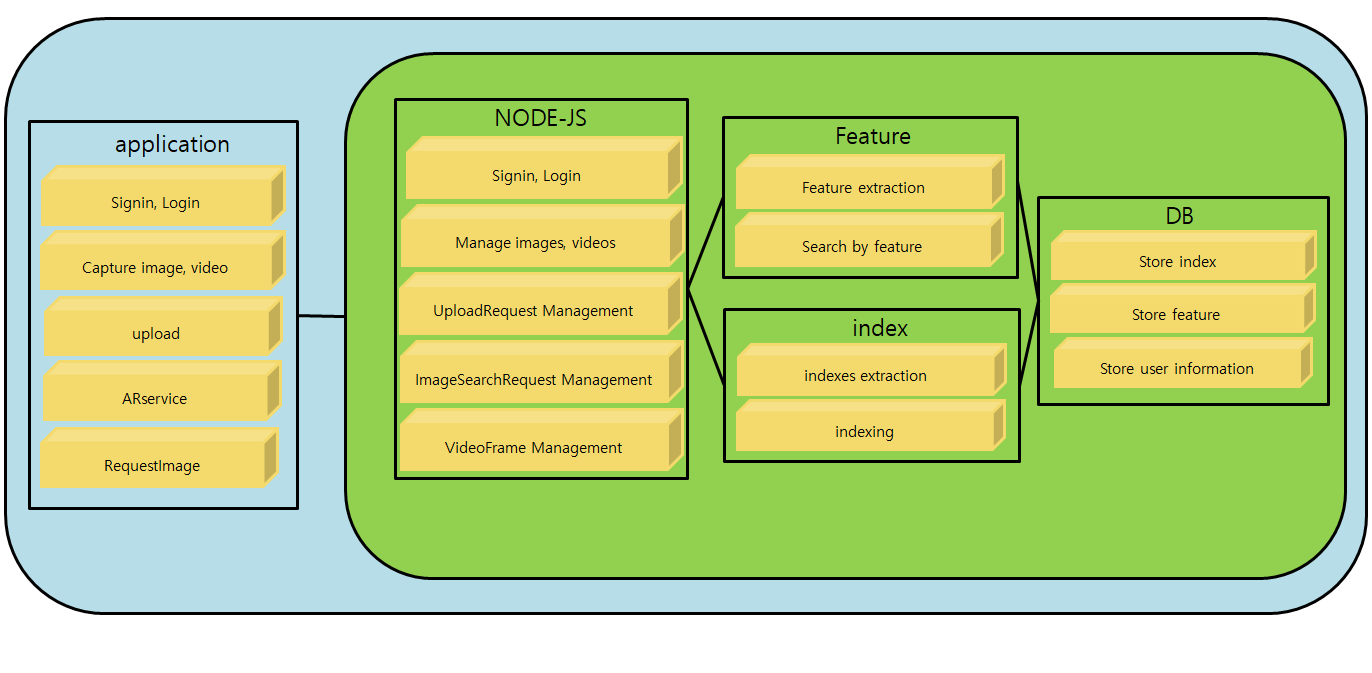 application
Signin, Login
Capture image, video
upload
ARservice
RequestImage
NODE-JS
Signin, Login
Manage images, videos
UploadRequest Management
ImageSearchRequest Management
VideoFrame Management
Feature
Feature extraction
Search by feature
index
indexes extraction
indexing
DB
Store index
Store feature
Store user information